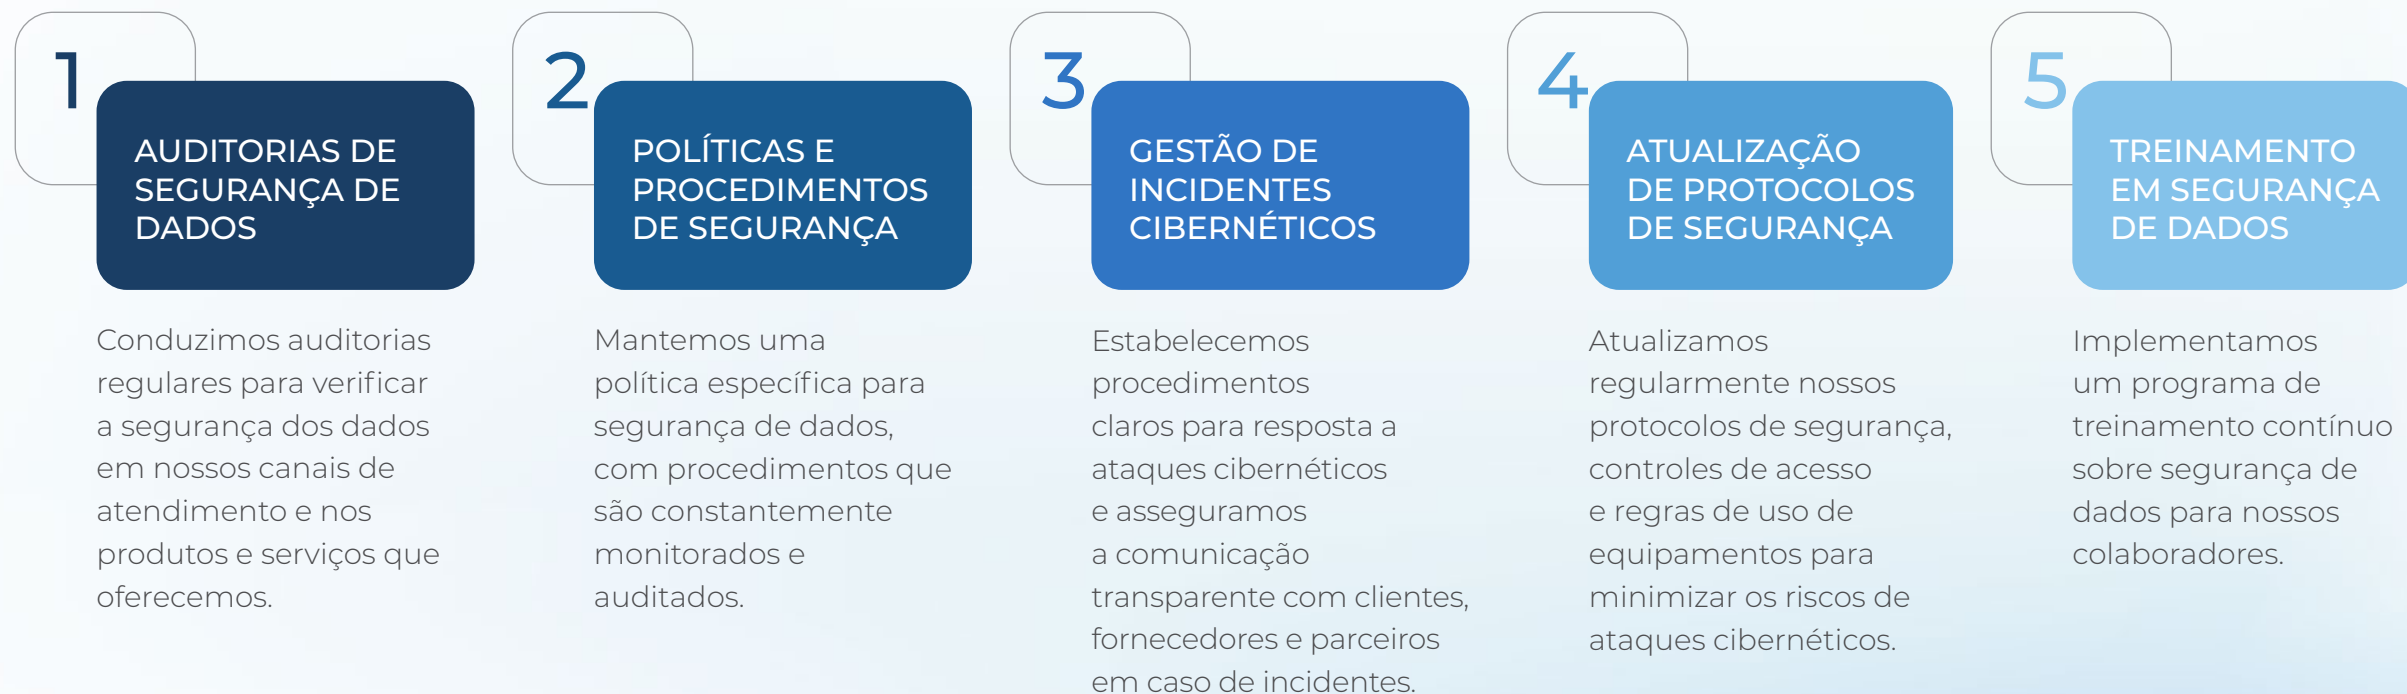 1
AUDITORIAS DE
SEGURANÇA DE
DADOS
Conduzimos auditorias
regulares para verificar
a segurança dos dados
em nossos canais de
atendimento e nos
produtos e serviços que
oferecemos.
2
POLÍTICAS E
PROCEDIMENTOS
DE SEGURANÇA
Mantemos uma
política específica para
segurança de dados,
com procedimentos que
são constantemente
monitorados e
auditados.
3
GESTÃO DE
INCIDENTES
CIBERNÉTICOS
Estabelecemos
procedimentos
claros para resposta a
ataques cibernéticos
e asseguramos
a comunicação
transparente com clientes,
fornecedores e parceiros
em caso de incidentes.
4
ATUALIZAÇÃO
DE PROTOCOLOS
DE SEGURANÇA
Atualizamos
regularmente nossos
protocolos de segurança,
controles de acesso
e regras de uso de
equipamentos para
minimizar os riscos de
ataques cibernéticos.
5
TREINAMENTO
EM SEGURANÇA
DE DADOS
Implementamos
um programa de
treinamento contínuo
sobre segurança de
dados para nossos
colaboradores.